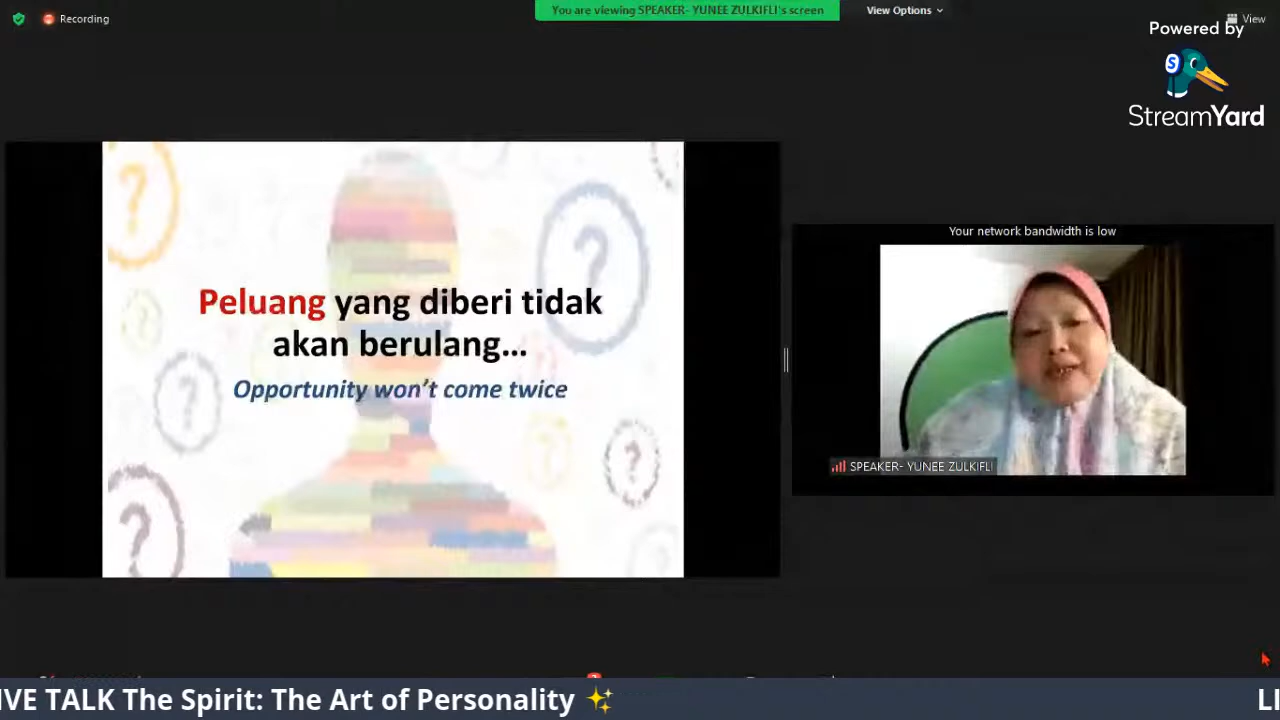 Recording
You are viewing SPEAKER- YUNEE ZULKIFLI's screen
View Options
View
Powered by
S
StreamYard
Peluang yang diberi tidak
akan berulang...
Opportunity won't come twice
? ? ? ? ? ? ?
Your network bandwidth is low
SPEAKER- YUNEE ZULKIFLI
IVE TALK The Spirit: The Art of Personality ✨
LI